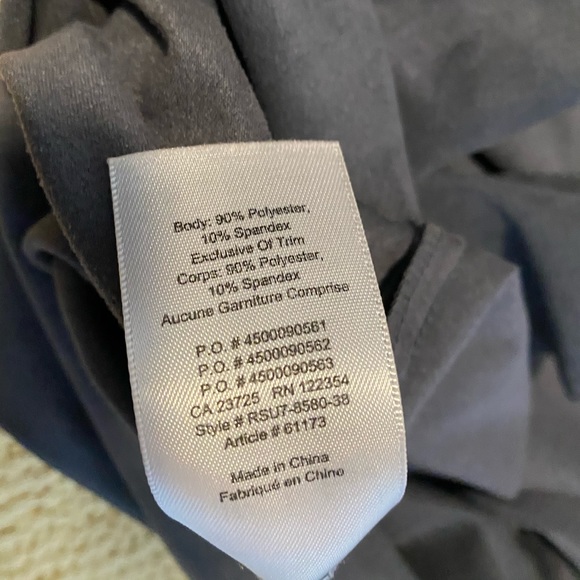 Body: 90% Polyester,
10% Spandex
Exclusive Of Trim
Corps: 90% Polyester,
10% Spandex
Aucune Garniture Comprise
P.O. # 4500090561
P.O. # 4500090562
P.O. # 4500090563
CA 23725 RN 122354
Style # RSU7-8580-38
Article # 61173
Made in China
Fabriqué en Chino